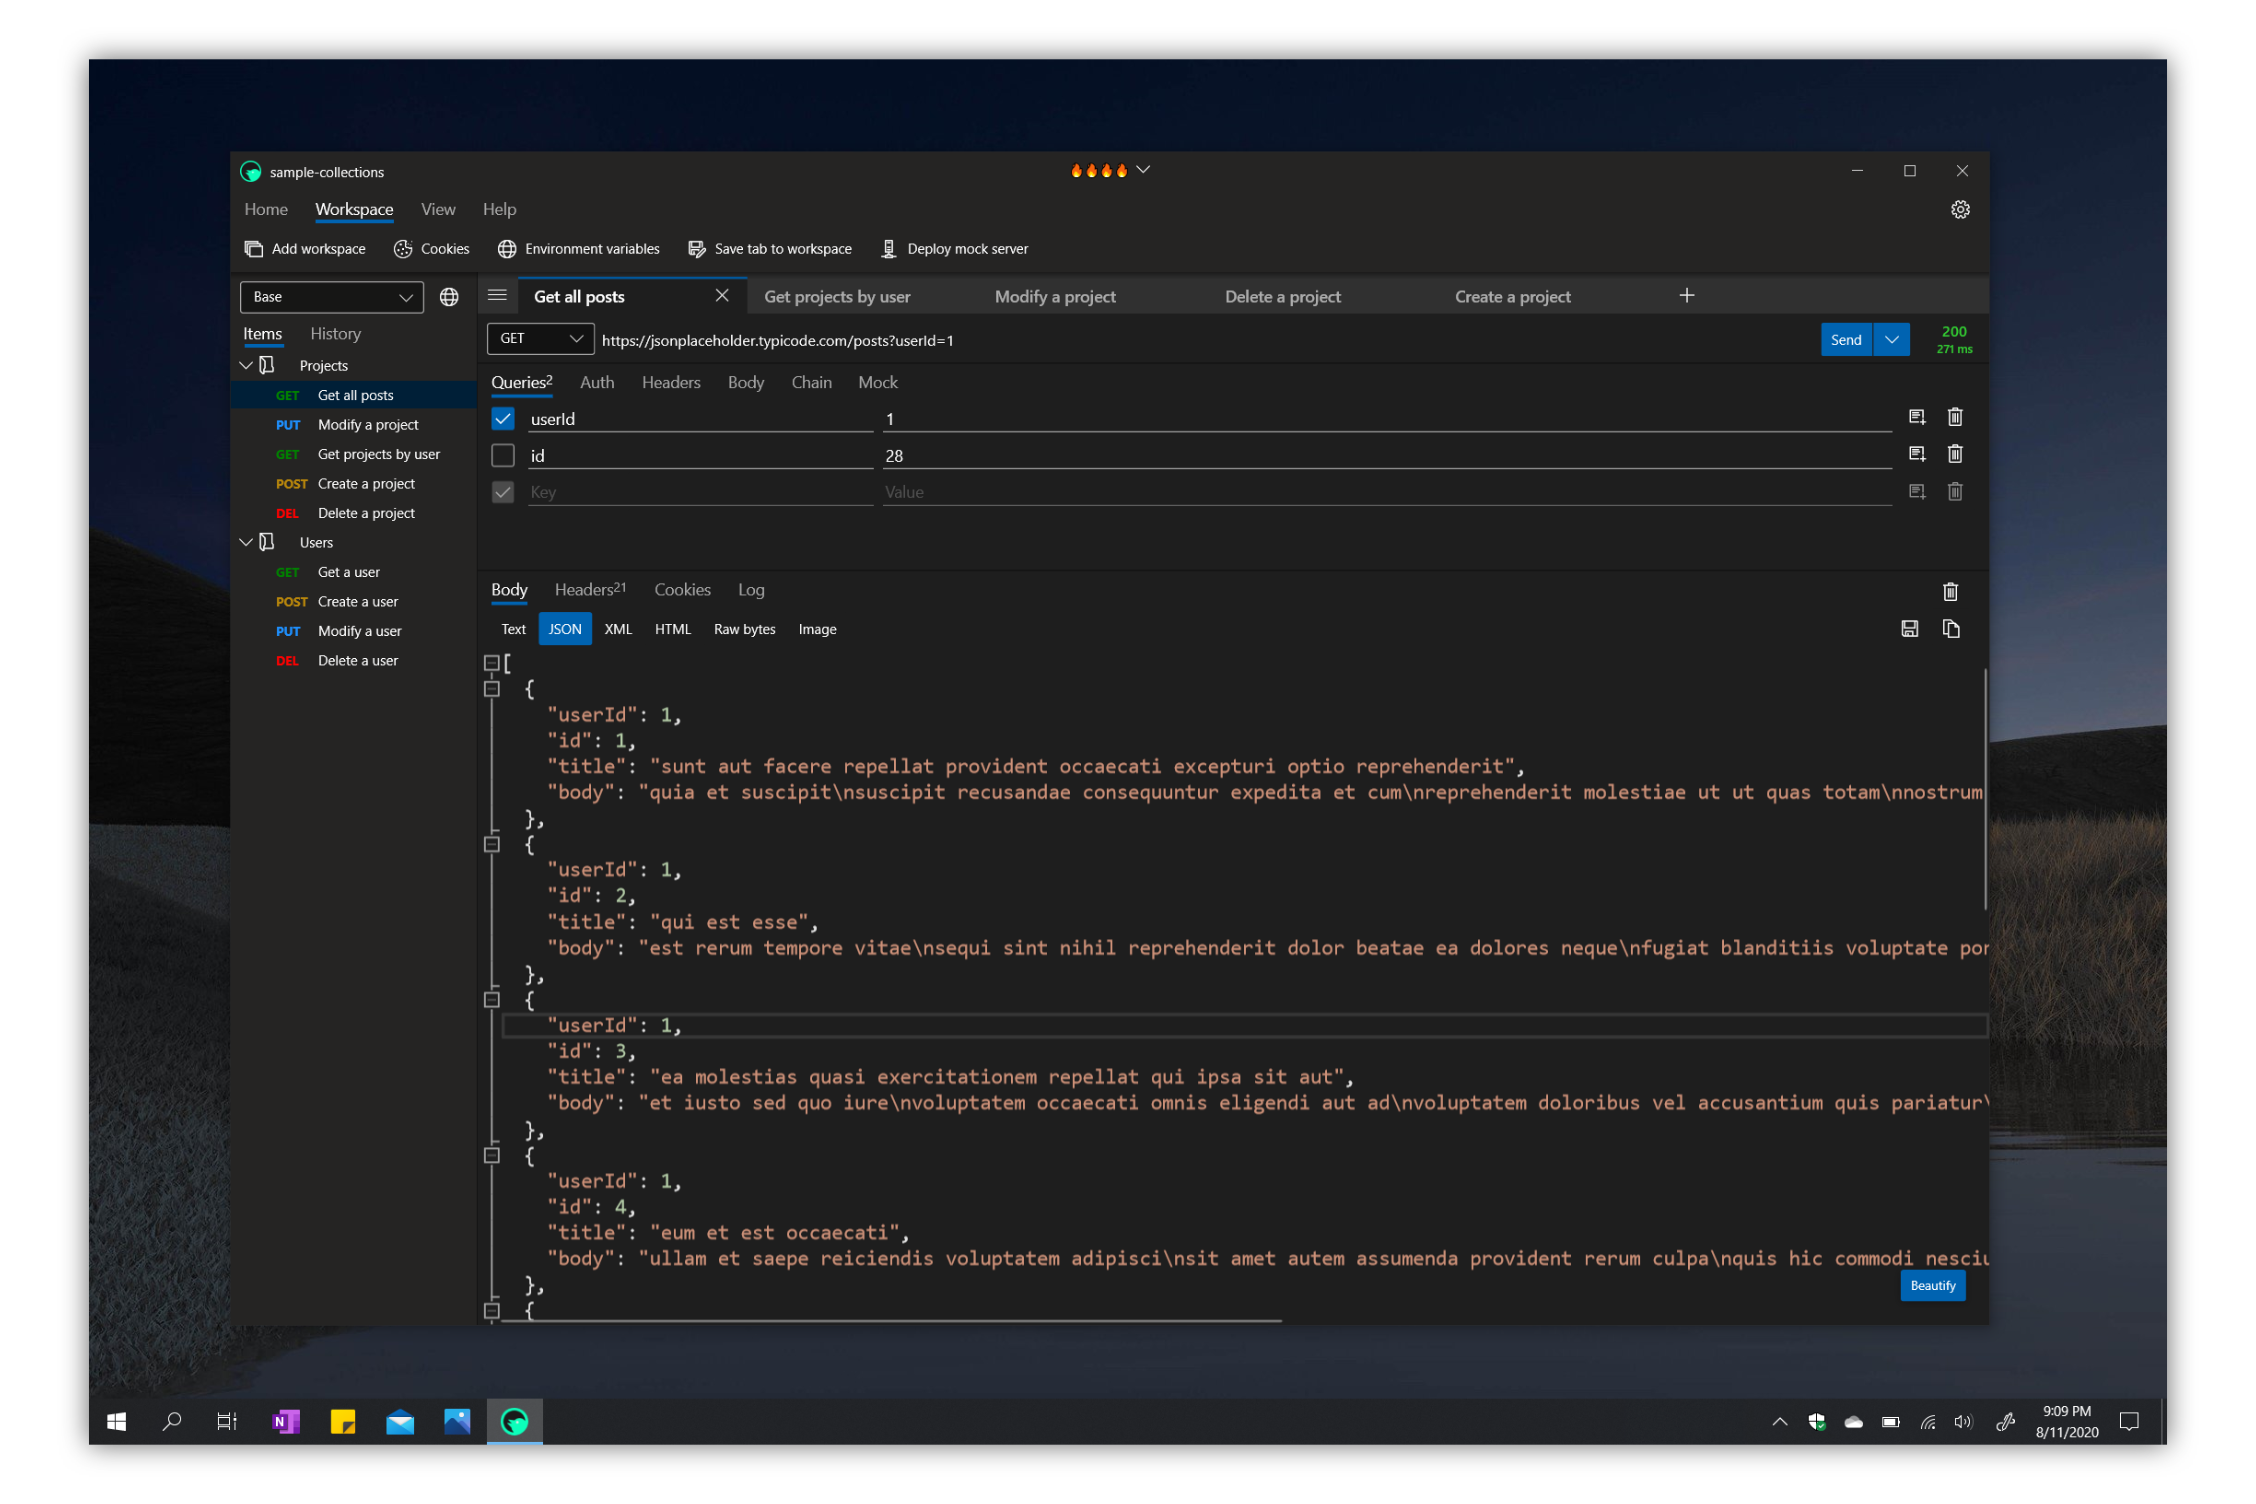 sample-collections
Home Workspace View Help
Add workspace Cookies Environment variables Save tab to workspace Deploy mock server
Base
Items History
Projects
GET Get all posts
PUT Modify a project
GET Get projects by user
POST Create a project
DEL Delete a project
Users
GET Get a user
POST Create a user
PUT Modify a user
DEL Delete a user
Get all posts Get projects by user Modify a project Delete a project Create a project
GET https://jsonplaceholder.typicode.com/posts?userId=1 Send
200
271 ms
Queries2 Auth Headers Body Chain Mock
userId 1
id 28
Key Value
Body Headers21 Cookies Log
Text JSON XML HTML Raw bytes Image
[
{
"userId": 1,
"id": 1,
"title": "sunt aut facere repellat provident occaecati excepturi optio reprehenderit",
"body": "quia et suscipit\nsuscipit recusandae consequuntur expedita et cum\nreprehenderit molestiae ut ut quas totam\nnostrum
},
{
"userId": 1,
"id": 2,
"title": "qui est esse",
"body": "est rerum tempore vitae\nsequi sint nihil reprehenderit dolor beatae ea dolores neque\nfugiat blanditiis voluptate por
},
{
"userId": 1,
"id": 3,
"title": "ea molestias quasi exercitationem repellat qui ipsa sit aut",
"body": "et iusto sed quo iure\nvoluptatem occaecati omnis eligendi aut ad\nvoluptatem doloribus vel accusantium quis pariatur\
},
{
"userId": 1,
"id": 4,
"title": "eum et est occaecati",
"body": "ullam et saepe reiciendis voluptatem adipisci\nsit amet autem assumenda provident rerum culpa\nquis hic commodi nesciu
},
{
Beautify
N
9:09 PM
8/11/2020